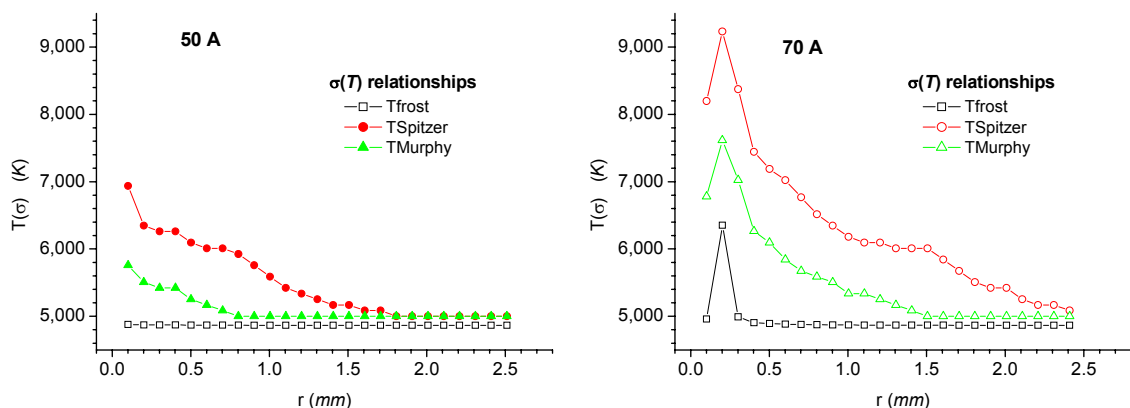 50 A
σ(T) relationships
Tfrost
TSpitzer
TMurphy
9,000
8,000
7,000
6,000
5,000
T(σ) (K)
0.0 0.5 1.0 1.5 2.0 2.5
r (mm)
70 A
σ(T) relationships
Tfrost
TSpitzer
TMurphy
9,000
8,000
7,000
6,000
5,000
T(σ) (K)
0.0 0.5 1.0 1.5 2.0 2.5
r (mm)